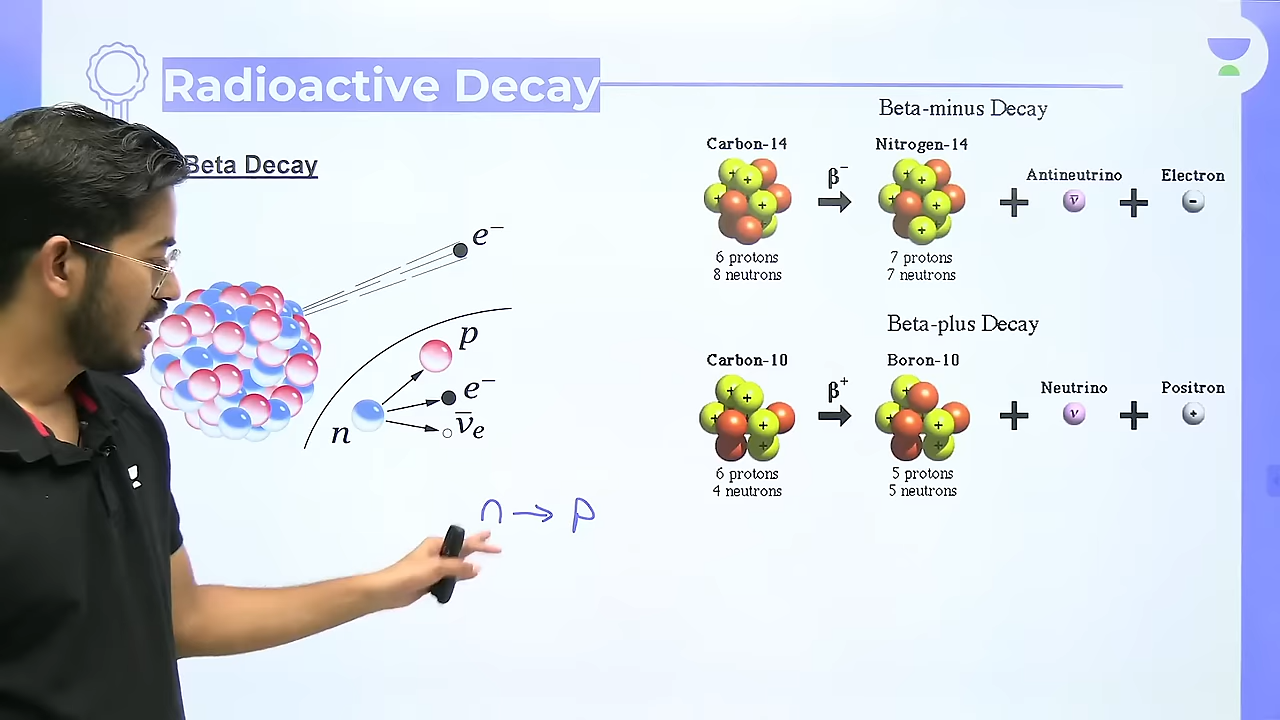 Radioactive Decay
Beta Decay
e⁻
p
e⁻
n
ν̅e
n → p
Beta-minus Decay
Carbon-14
β⁻
Nitrogen-14
+
Antineutrino
ν̅
+
Electron
-
6 protons
8 neutrons
7 protons
7 neutrons
Beta-plus Decay
Carbon-10
β⁺
Boron-10
+
Neutrino
ν
+
Positron
+
6 protons
4 neutrons
5 protons
5 neutrons